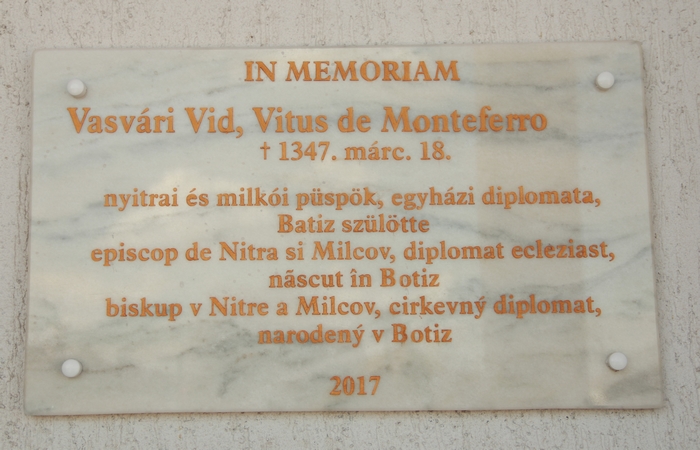 IN MEMORIAM
Vasvári Vid, Vitus de Monteferro
† 1347. márc. 18.
nyitrai és milkói püspök, egyházi diplomata,
Batiz szülötte
episcop de Nitra si Milcov, diplomat ecleziast,
nãscut în Botiz
biskup v Nitre a Milcov, cirkevný diplomat,
narodený v Botiz
2017